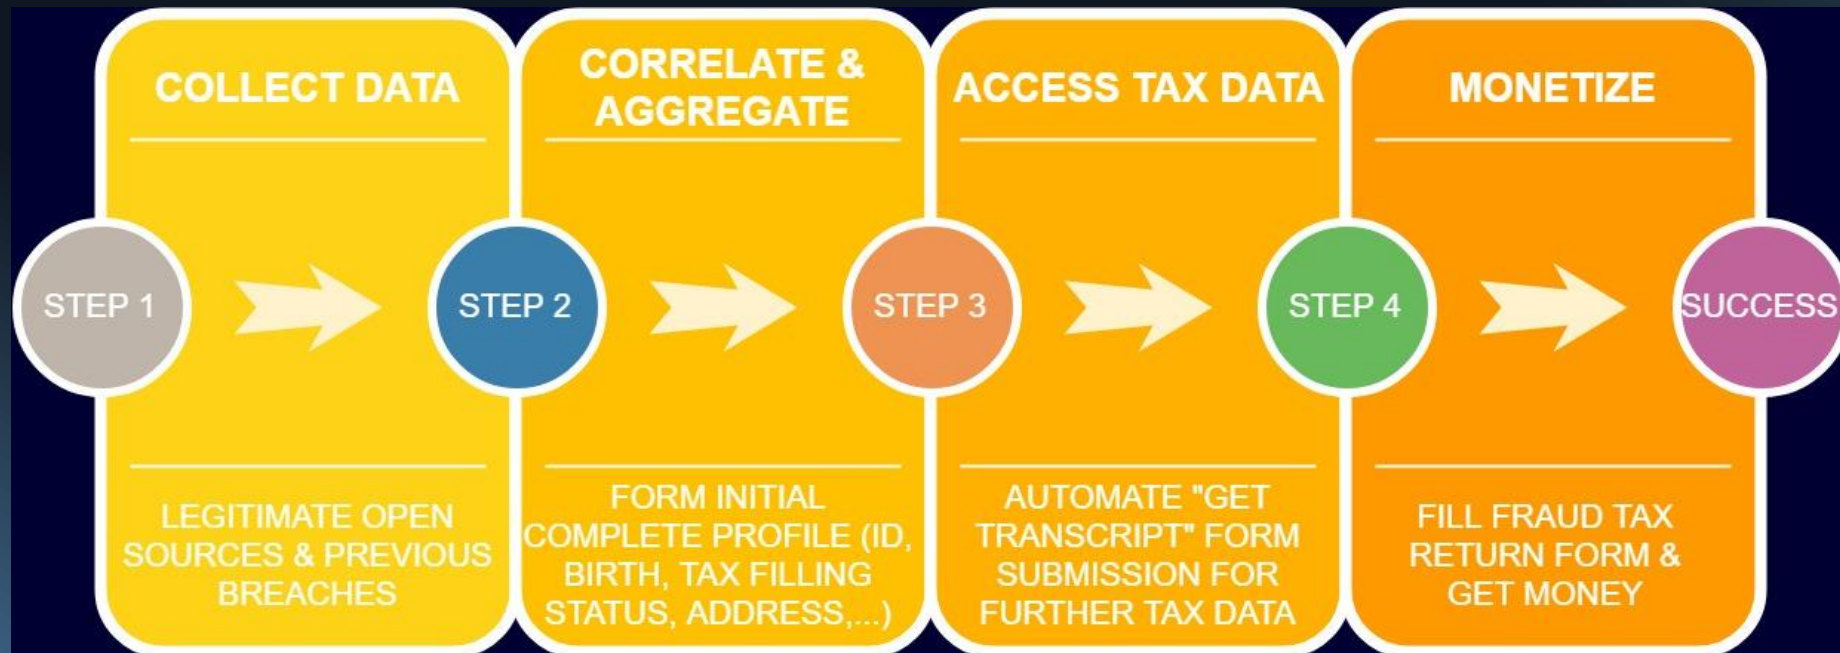 COLLECT DATA
CORRELATE &
AGGREGATE
ACCESS TAX DATA
MONETIZE
STEP 1
STEP 2
STEP 3
STEP 4
SUCCESS
LEGITIMATE OPEN
SOURCES & PREVIOUS
BREACHES
FORM INITIAL
COMPLETE PROFILE (ID,
BIRTH, TAX FILLING
STATUS, ADDRESS,...)
AUTOMATE "GET
TRANSCRIPT" FORM
SUBMISSION FOR
FURTHER TAX DATA
FILL FRAUD TAX
RETURN FORM &
GET MONEY